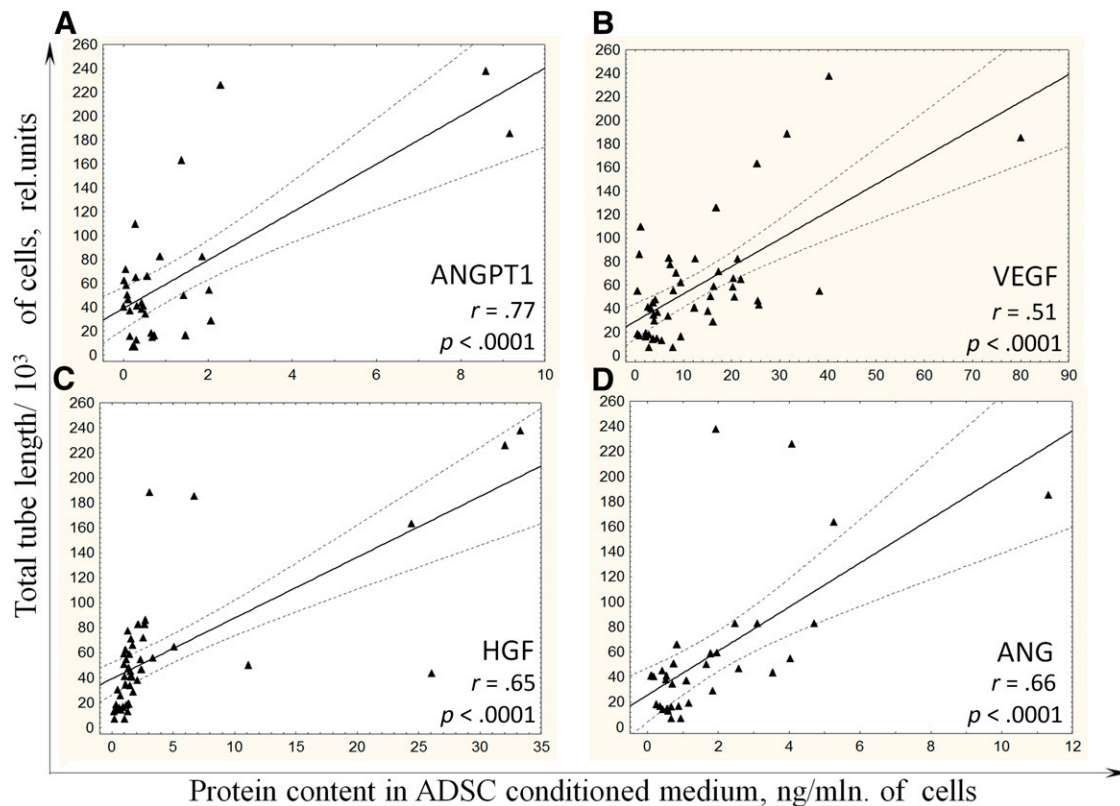 A
260
240
220
200
180
160
140
120
100
80
60
40
20
0
0 2 4 6 8 10
ANGPT1
r = .77
p < .0001
B
260
240
220
200
180
160
140
120
100
80
60
40
20
0
0 10 20 30 40 50 60 70 80 90
VEGF
r = .51
p < .0001
C
260
240
220
200
180
160
140
120
100
80
60
40
20
0
0 5 10 15 20 25 30 35
HGF
r = .65
p < .0001
D
260
240
220
200
180
160
140
120
100
80
60
40
20
0
0 2 4 6 8 10 12
ANG
r = .66
p < .0001
Total tube length/ 10³ of cells, rel.units
Protein content in ADSC conditioned medium, ng/mln. of cells